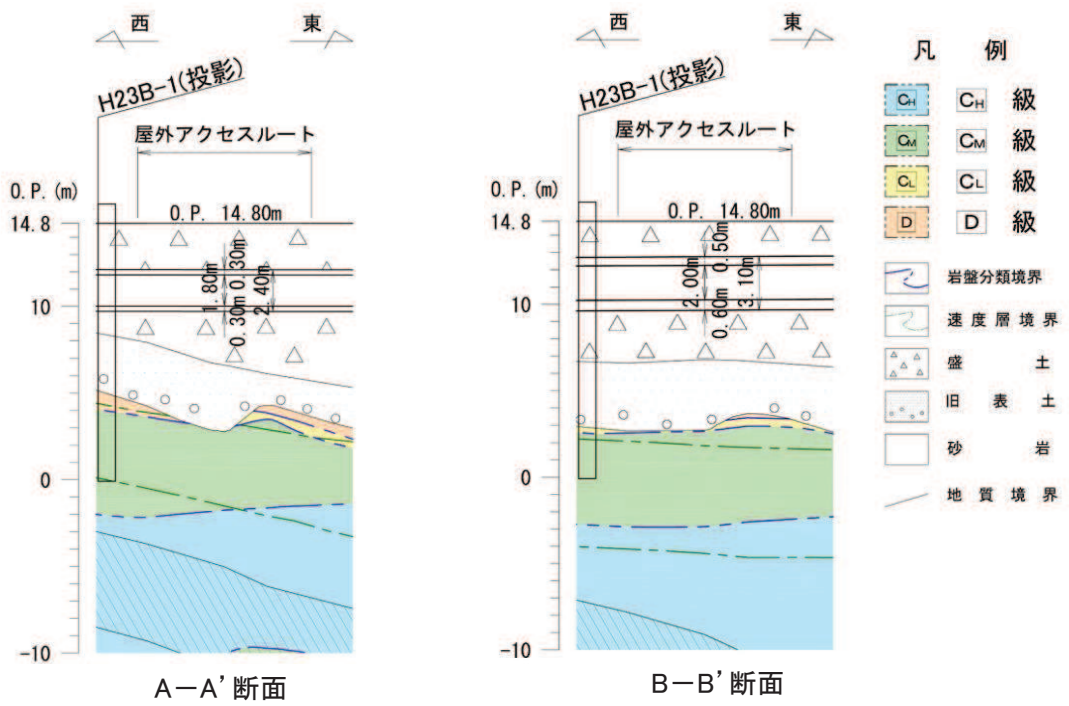 西 東
H23B-1(投影)
屋外アクセスルート
O.P.(m)
14.8
O.P. 14.80m
0.30m
1.80m
2.40m
0.30m
10
0
-10
A-A'断面
西 東
H23B-1(投影)
屋外アクセスルート
O.P.(m)
14.8
O.P. 14.80m
0.50m
2.00m
3.10m
0.60m
10
0
-10
B-B'断面
凡 例
CH CH 級
CM CM 級
CL CL 級
D D 級
岩盤分類境界
速度層境界
盛土
旧表土
砂岩
地質境界